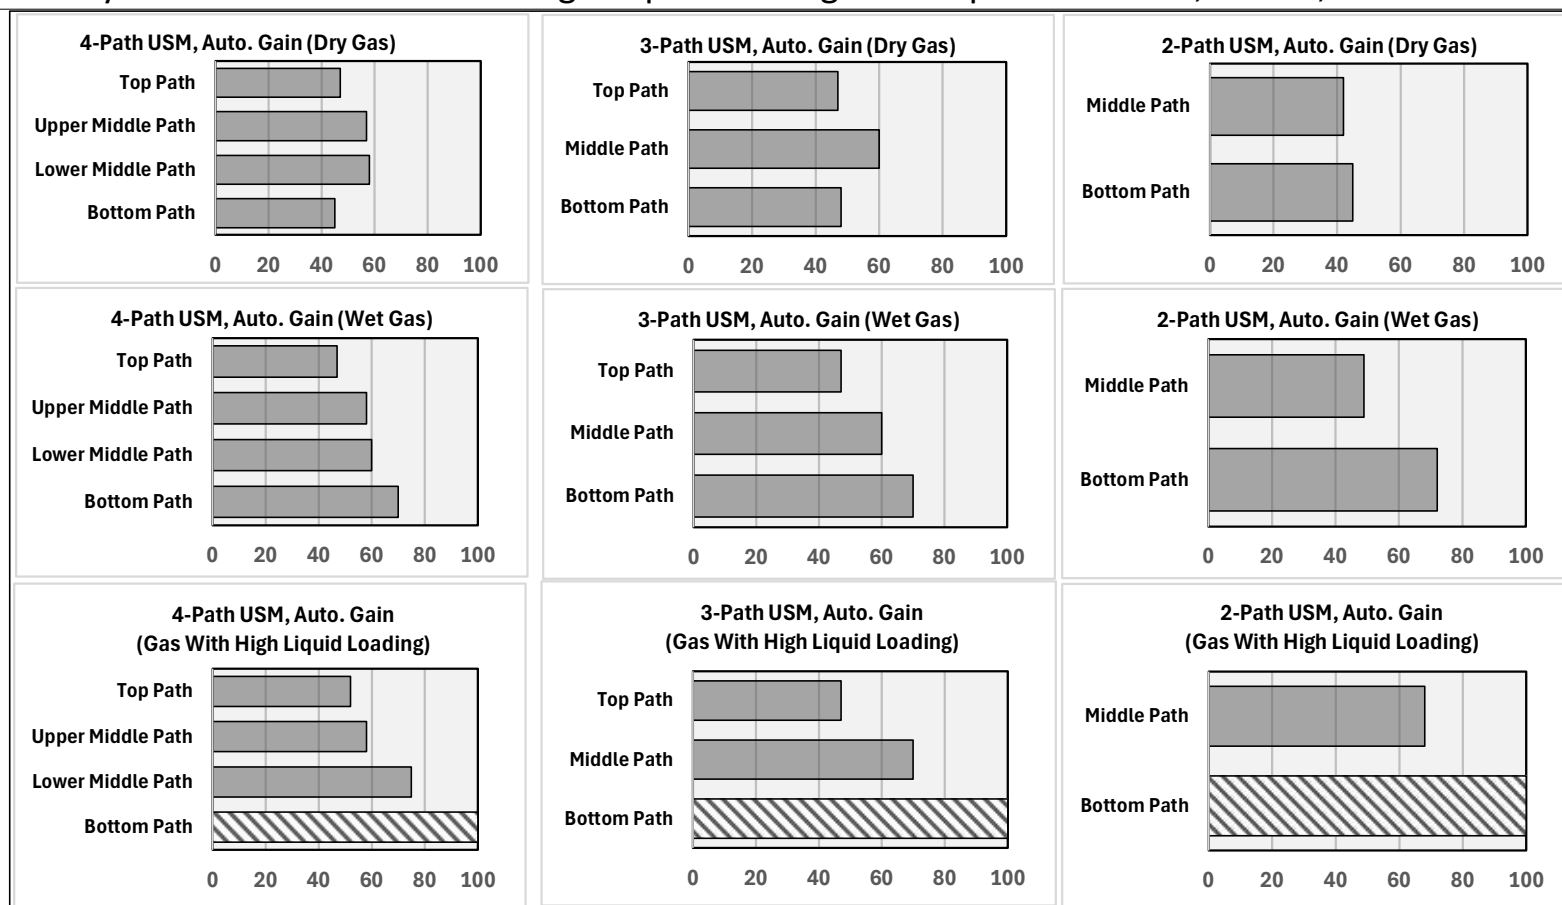 4-Path USM, Auto. Gain (Dry Gas)
Top Path
Upper Middle Path
Lower Middle Path
Bottom Path
0 20 40 60 80 100
3-Path USM, Auto. Gain (Dry Gas)
Top Path
Middle Path
Bottom Path
0 20 40 60 80 100
2-Path USM, Auto. Gain (Dry Gas)
Middle Path
Bottom Path
0 20 40 60 80 100
4-Path USM, Auto. Gain (Wet Gas)
Top Path
Upper Middle Path
Lower Middle Path
Bottom Path
0 20 40 60 80 100
3-Path USM, Auto. Gain (Wet Gas)
Top Path
Middle Path
Bottom Path
0 20 40 60 80 100
2-Path USM, Auto. Gain (Wet Gas)
Middle Path
Bottom Path
0 20 40 60 80 100
4-Path USM, Auto. Gain
(Gas With High Liquid Loading)
Top Path
Upper Middle Path
Lower Middle Path
Bottom Path
0 20 40 60 80 100
3-Path USM, Auto. Gain
(Gas With High Liquid Loading)
Top Path
Middle Path
Bottom Path
0 20 40 60 80 100
2-Path USM, Auto. Gain
(Gas With High Liquid Loading)
Middle Path
Bottom Path
0 20 40 60 80 100